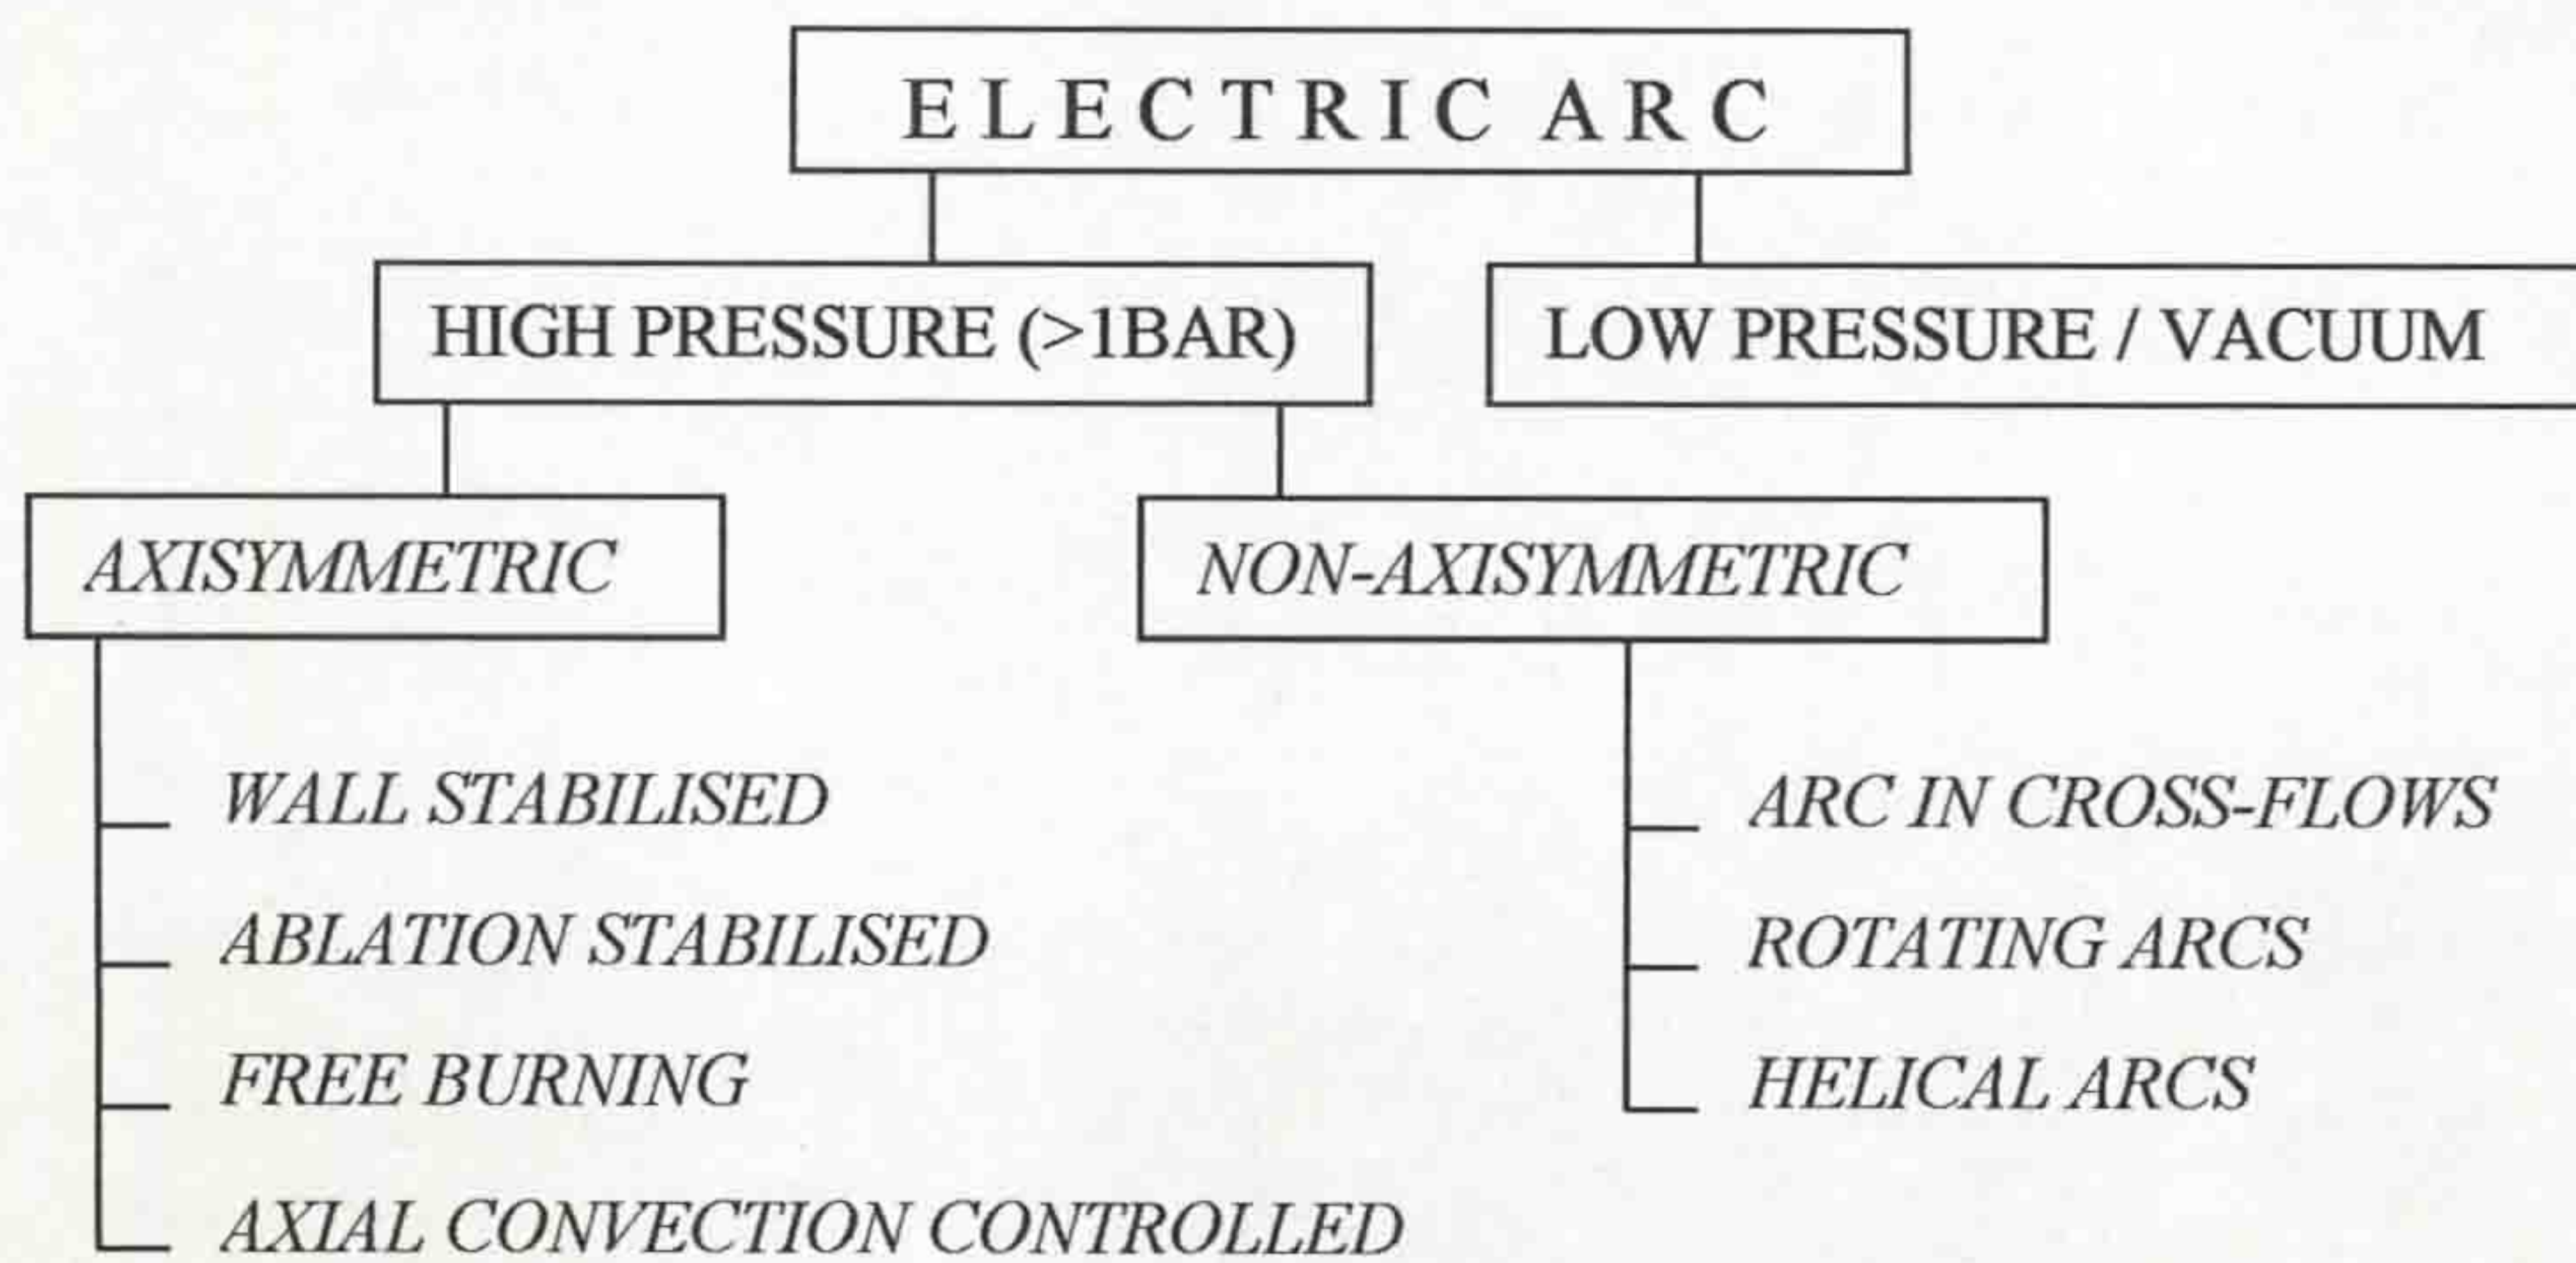 ELECTRIC ARC
HIGH PRESSURE (>1BAR)
LOW PRESSURE / VACUUM
AXISYMMETRIC
NON-AXISYMMETRIC
WALL STABILISED
ABLATION STABILISED
FREE BURNING
AXIAL CONVECTION CONTROLLED
ARC IN CROSS-FLOWS
ROTATING ARCS
HELICAL ARCS